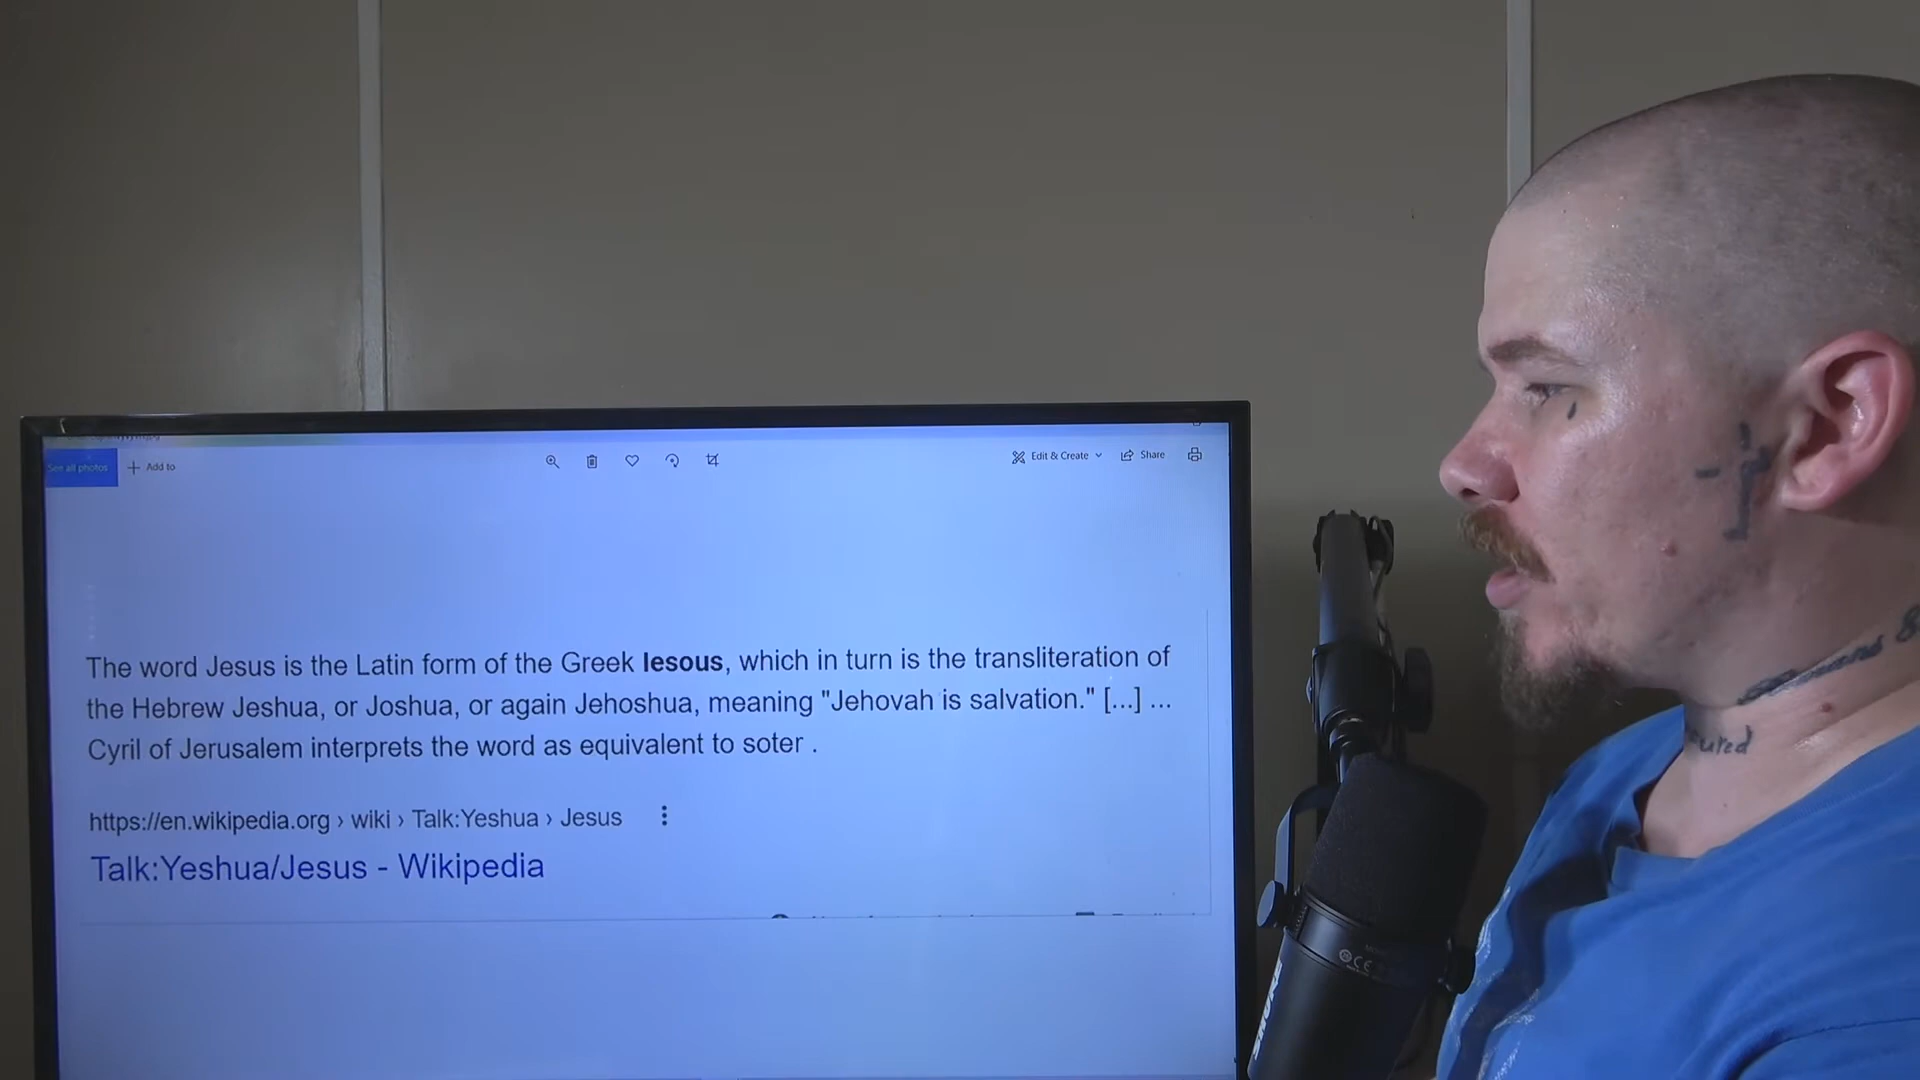 See all photos
Add to
Edit & Create
Share
The word Jesus is the Latin form of the Greek Iesous, which in turn is the transliteration of
the Hebrew Jeshua, or Joshua, or again Jehoshua, meaning "Jehovah is salvation." [...] ...
Cyril of Jerusalem interprets the word as equivalent to soter .
https://en.wikipedia.org › wiki › Talk:Yeshua › Jesus
Talk:Yeshua/Jesus - Wikipedia
Romans 8